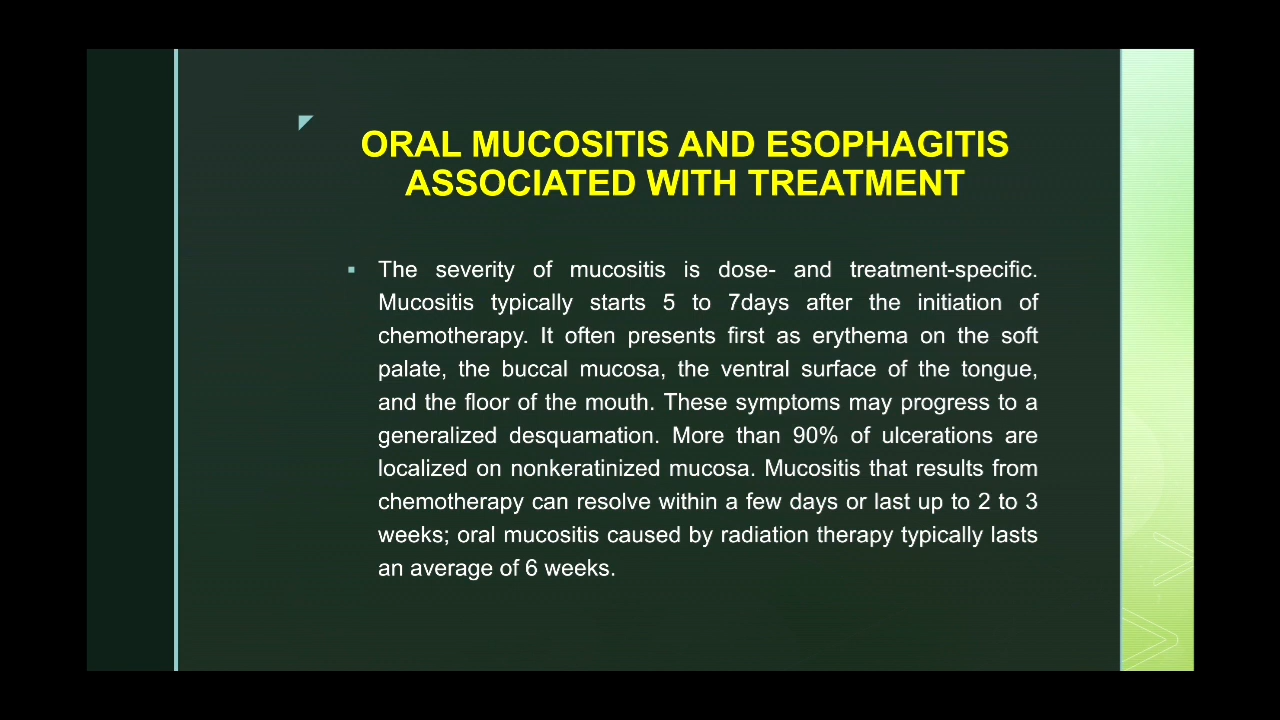 ORAL MUCOSITIS AND ESOPHAGITIS
ASSOCIATED WITH TREATMENT
▪ The severity of mucositis is dose- and treatment-specific.
Mucositis typically starts 5 to 7days after the initiation of
chemotherapy. It often presents first as erythema on the soft
palate, the buccal mucosa, the ventral surface of the tongue,
and the floor of the mouth. These symptoms may progress to a
generalized desquamation. More than 90% of ulcerations are
localized on nonkeratinized mucosa. Mucositis that results from
chemotherapy can resolve within a few days or last up to 2 to 3
weeks; oral mucositis caused by radiation therapy typically lasts
an average of 6 weeks.